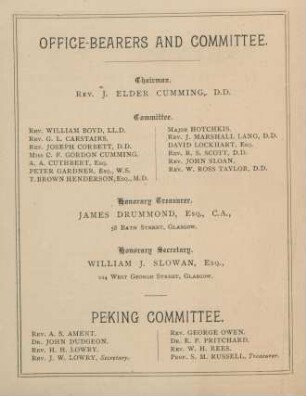 OFFICE-BEARERS AND COMMITTEE.
Chairman.
REV. J. ELDER CUMMING, D.D.
Committee.
REV. WILLIAM BOYD, LL.D.
REV. G. L. CARSTAIRS.
REV. JOSEPH CORBETT, D.D.
MISS C. F. GORDON CUMMING.
A. A. CUTHBERT, ESQ.
PETER GARDNER, ESQ., W.S.
T. BROWN HENDERSON, ESQ., M.D.
MAJOR HOTCHKIS.
REV. J. MARSHALL LANG, D.D.
DAVID LOCKHART, ESQ.
REV. R. S. SCOTT, D.D.
REV. JOHN SLOAN.
REV. W. ROSS TAYLOR, D.D.
Honorary Treasurer.
JAMES DRUMMOND, ESQ., C.A.,
58 BATH STREET, GLASGOW.
Honorary Secretary.
WILLIAM J. SLOWAN, ESQ.,
224 WEST GEORGE STREET, GLASGOW.
PEKING COMMITTEE.
REV. A. S. AMENT.
DR. JOHN DUDGEON.
REV. H. H. LOWRY.
REV. J. W. LOWRY, Secretary.
REV. GEORGE OWEN.
DR. E. F. PRITCHARD.
REV. W. H. REES.
PROF. S. M. RUSSELL, Treasurer.